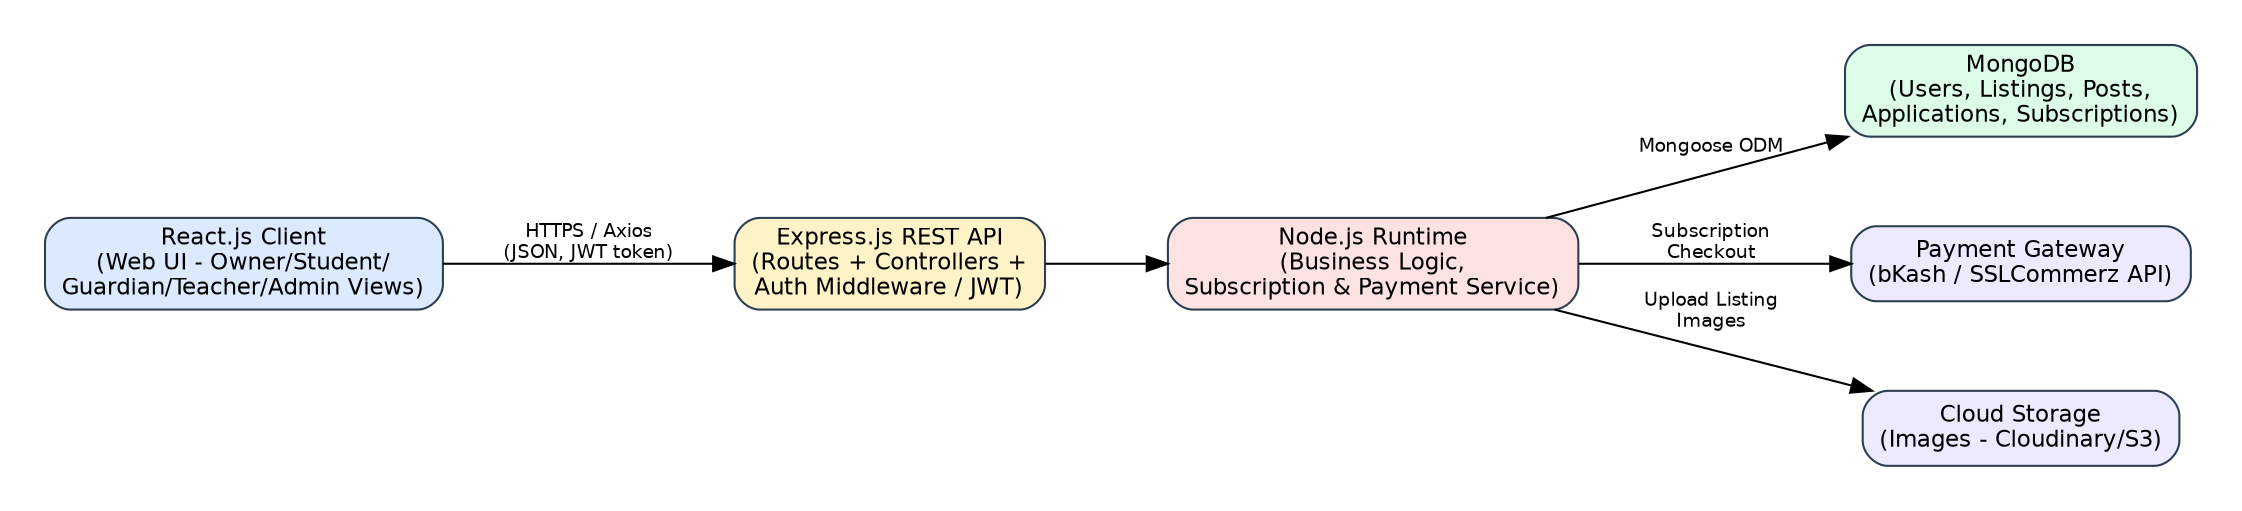 React.js Client
(Web UI - Owner/Student/
Guardian/Teacher/Admin Views)
HTTPS / Axios
(JSON, JWT token)
Express.js REST API
(Routes + Controllers +
Auth Middleware / JWT)
Node.js Runtime
(Business Logic,
Subscription & Payment Service)
Mongoose ODM
MongoDB
(Users, Listings, Posts,
Applications, Subscriptions)
Subscription
Checkout
Payment Gateway
(bKash / SSLCommerz API)
Upload Listing
Images
Cloud Storage
(Images - Cloudinary/S3)